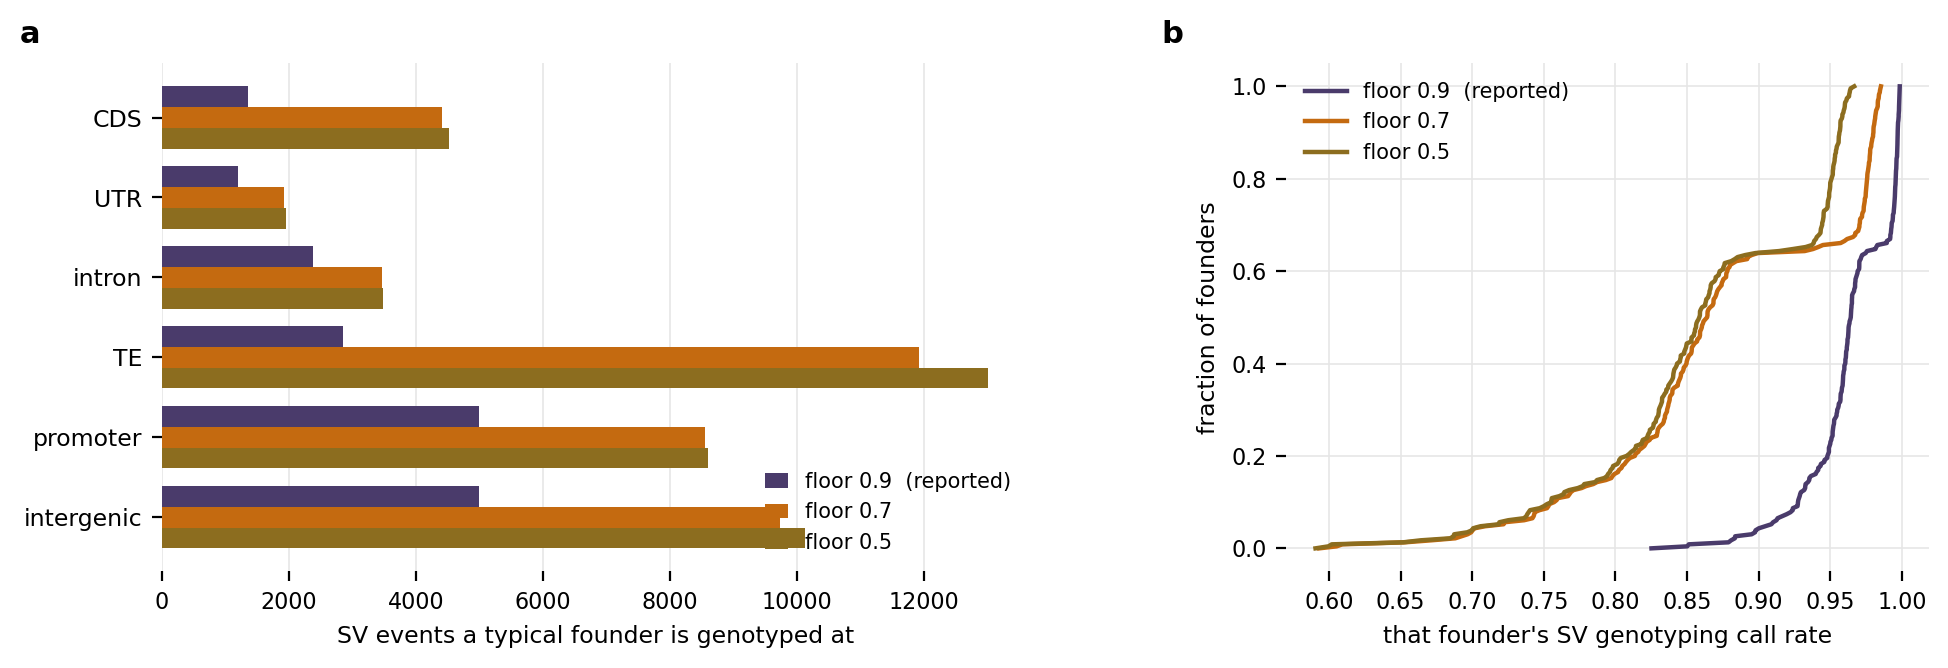 a
CDS
UTR
intron
TE
promoter
intergenic
floor 0.9 (reported)
floor 0.7
floor 0.5
0 2000 4000 6000 8000 10000 12000
SV events a typical founder is genotyped at
b
fraction of founders
1.0
0.8
0.6
0.4
0.2
0.0
floor 0.9 (reported)
floor 0.7
floor 0.5
0.60 0.65 0.70 0.75 0.80 0.85 0.90 0.95 1.00
that founder's SV genotyping call rate